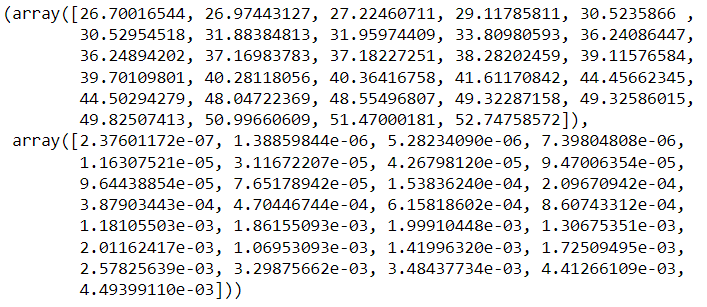 (array([26.70016544, 26.97443127, 27.22460711, 29.11785811, 30.5235866 ,
30.52954518, 31.88384813, 31.95974409, 33.80980593, 36.24086447,
36.24894202, 37.16983783, 37.18227251, 38.28202459, 39.11576584,
39.70109801, 40.28118056, 40.36416758, 41.61170842, 44.45662345,
44.50294279, 48.04722369, 48.55496807, 49.32287158, 49.32586015,
49.82507413, 50.99660609, 51.47000181, 52.74758572]),
array([2.37601172e-07, 1.38859844e-06, 5.28234090e-06, 7.39804808e-06,
1.16307521e-05, 3.11672207e-05, 4.26798120e-05, 9.47006354e-05,
9.64438854e-05, 7.65178942e-05, 1.53836240e-04, 2.09670942e-04,
3.87903443e-04, 4.70446744e-04, 6.15818602e-04, 8.60743312e-04,
1.18105503e-03, 1.86155093e-03, 1.99910448e-03, 1.30675351e-03,
2.01162417e-03, 1.06953093e-03, 1.41996320e-03, 1.72509495e-03,
2.57825639e-03, 3.29875662e-03, 3.48437734e-03, 4.41266109e-03,
4.49399110e-03]))